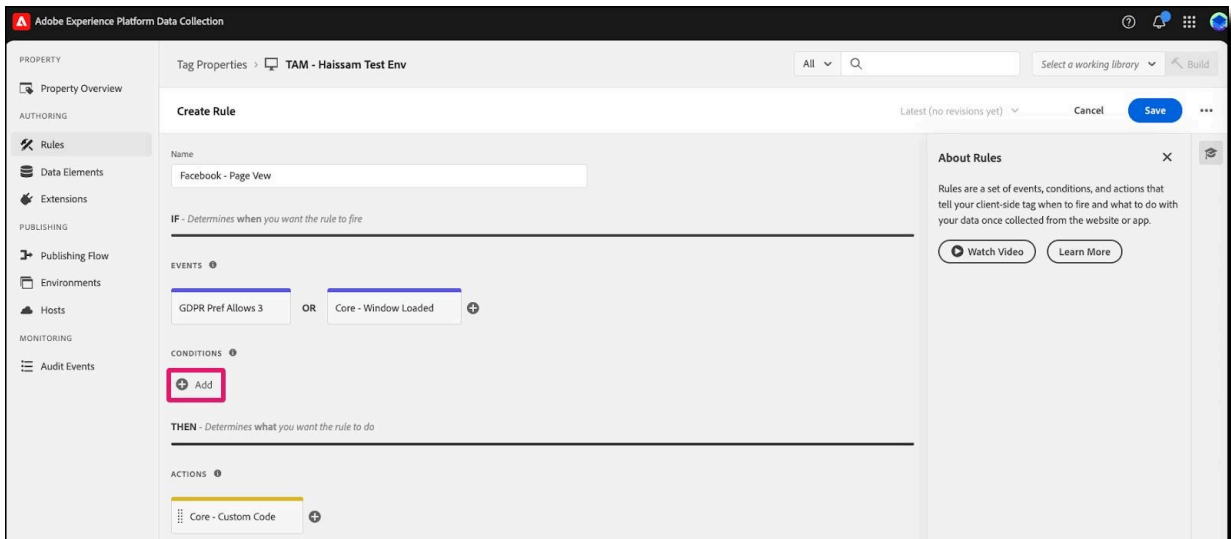 Adobe Experience Platform Data Collection
PROPERTY
Property Overview
AUTHORING
Rules
Data Elements
Extensions
PUBLISHING
Publishing Flow
Environments
Hosts
MONITORING
Audit Events
Tag Properties > TAM - Haissam Test Env
All
Select a working library
Build
Create Rule
Latest (no revisions yet)
Cancel
Save
Name
Facebook - Page Vew
IF - Determines when you want the rule to fire
EVENTS
GDPR Pref Allows 3 OR Core - Window Loaded
CONDITIONS
Add
THEN - Determines what you want the rule to do
ACTIONS
Core - Custom Code
About Rules
Rules are a set of events, conditions, and actions that
tell your client-side tag when to fire and what to do with
your data once collected from the website or app.
Watch Video
Learn More